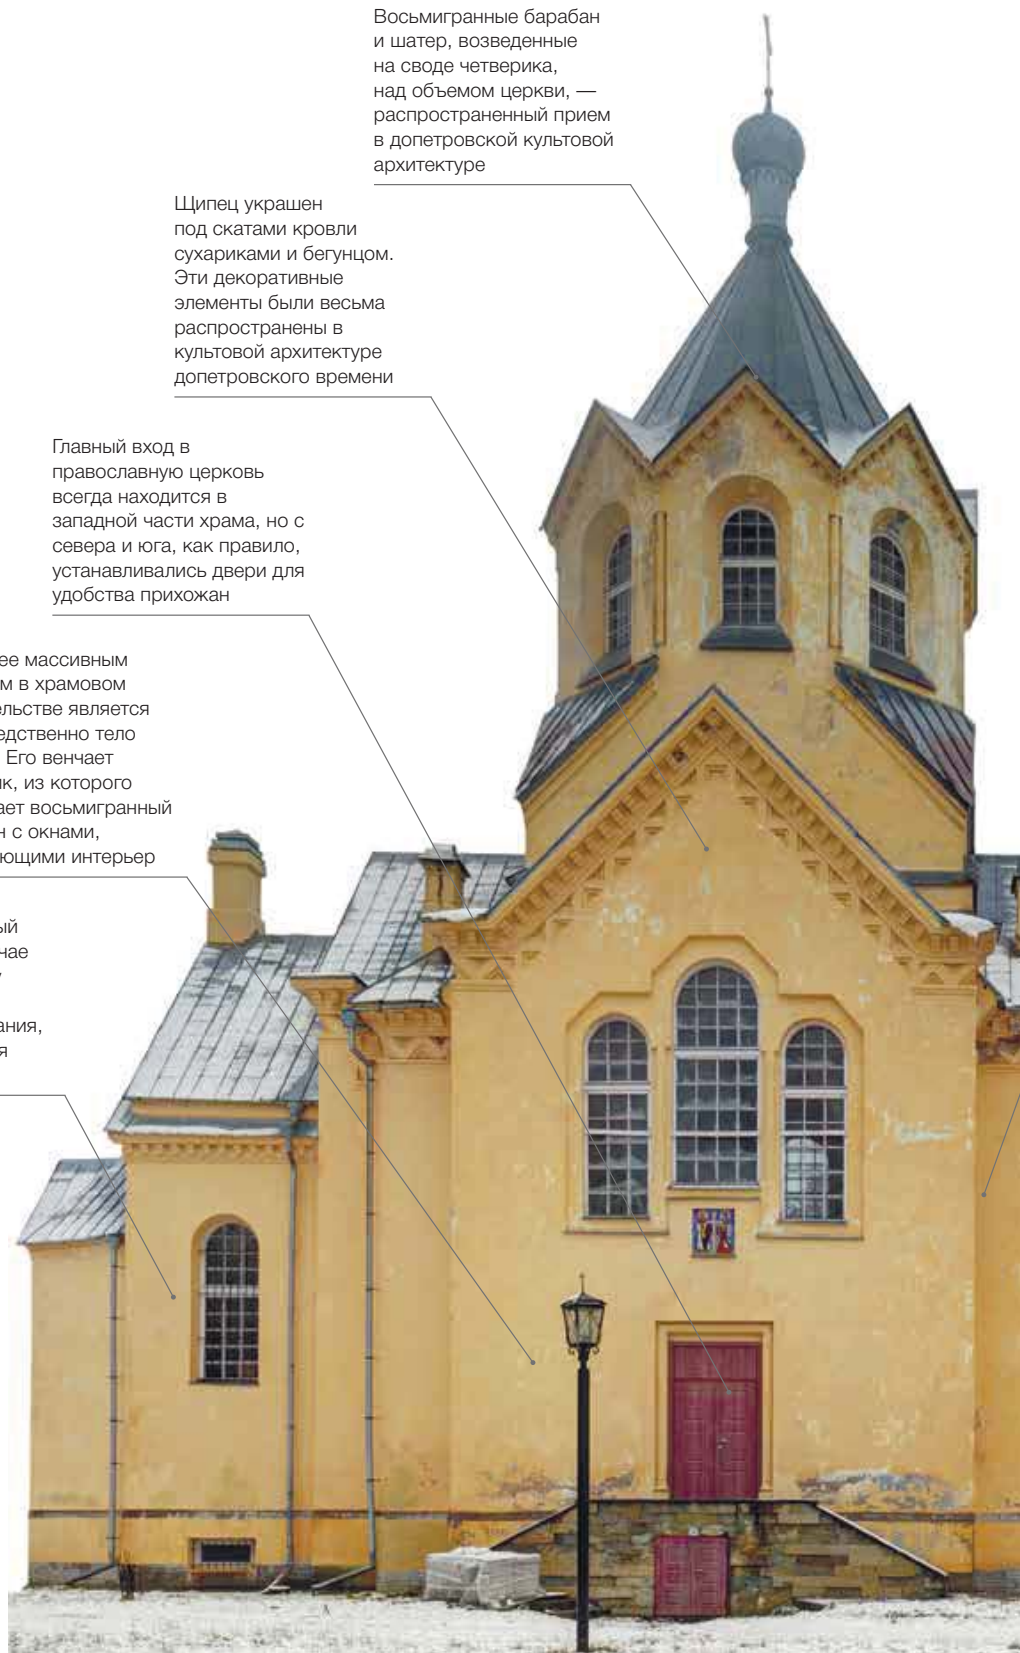 Восьмигранные барабан
и шатер, возведенные
на своде четверика,
над объемом церкви, —
распространенный прием
в допетровской культовой
архитектуре
Щипец украшен
под скатами кровли
сухариками и бегунцом.
Эти декоративные
элементы были весьма
распространены в
культовой архитектуре
допетровского времени
Главный вход в
православную церковь
всегда находится в
западной части храма, но с
севера и юга, как правило,
устанавливались двери для
удобства прихожан
ее массивным
м в храмовом
ельстве является
едственно тело
Его венчает
ик, из которого
ает восьмигранный
н с окнами,
ющими интерьер
ый
чае
ания,
я